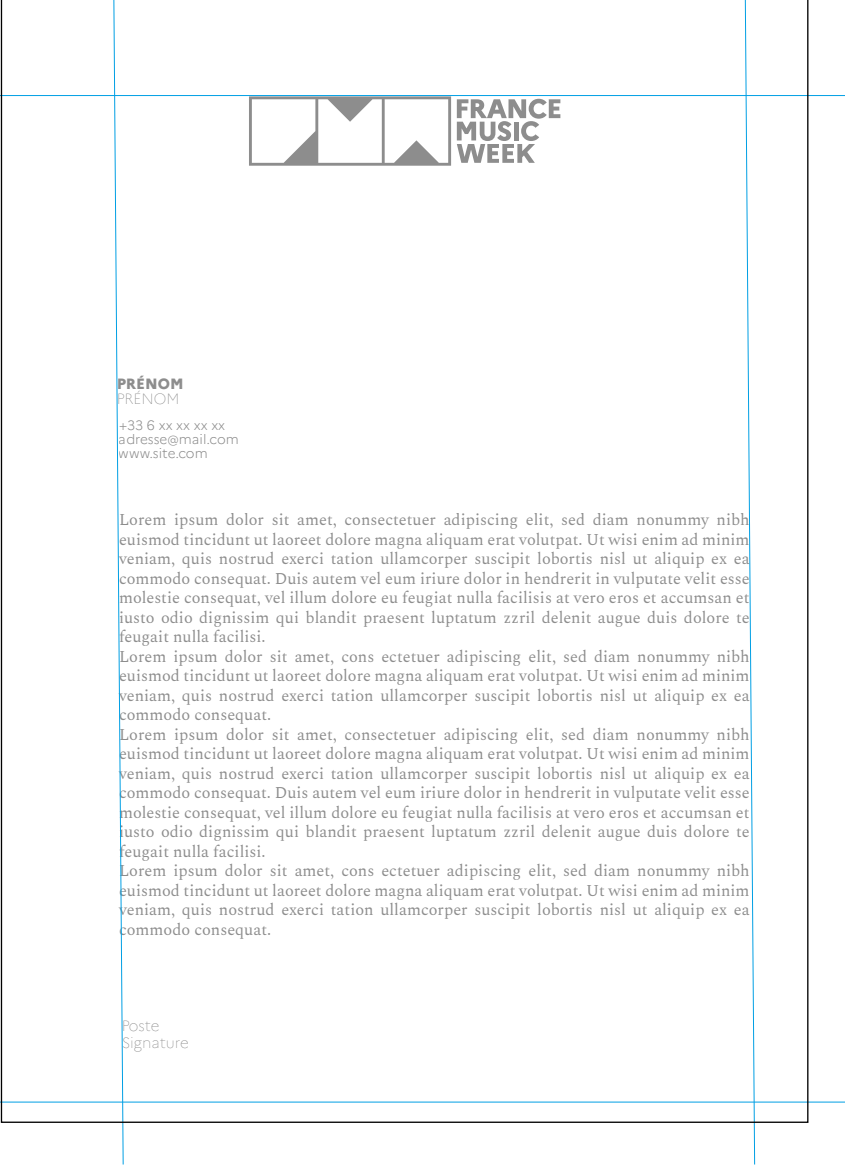 FRANCE
MUSIC
WEEK
PRÉNOM
PRÉNOM
+33 6 xx xx xx xx
adresse@mail.com
www.site.com
Lorem ipsum dolor sit amet, consectetuer adipiscing elit, sed diam nonummy nibh
euismod tincidunt ut laoreet dolore magna aliquam erat volutpat. Ut wisi enim ad minim
veniam, quis nostrud exerci tation ullamcorper suscipit lobortis nisl ut aliquip ex ea
commodo consequat. Duis autem vel eum iriure dolor in hendrerit in vulputate velit esse
molestie consequat, vel illum dolore eu feugiat nulla facilisis at vero eros et accumsan et
iusto odio dignissim qui blandit praesent luptatum zzril delenit augue duis dolore te
feugait nulla facilisi.
Lorem ipsum dolor sit amet, cons ectetuer adipiscing elit, sed diam nonummy nibh
euismod tincidunt ut laoreet dolore magna aliquam erat volutpat. Ut wisi enim ad minim
veniam, quis nostrud exerci tation ullamcorper suscipit lobortis nisl ut aliquip ex ea
commodo consequat.
Lorem ipsum dolor sit amet, consectetuer adipiscing elit, sed diam nonummy nibh
euismod tincidunt ut laoreet dolore magna aliquam erat volutpat. Ut wisi enim ad minim
veniam, quis nostrud exerci tation ullamcorper suscipit lobortis nisl ut aliquip ex ea
commodo consequat. Duis autem vel eum iriure dolor in hendrerit in vulputate velit esse
molestie consequat, vel illum dolore eu feugiat nulla facilisis at vero eros et accumsan et
iusto odio dignissim qui blandit praesent luptatum zzril delenit augue duis dolore te
feugait nulla facilisi.
Lorem ipsum dolor sit amet, cons ectetuer adipiscing elit, sed diam nonummy nibh
euismod tincidunt ut laoreet dolore magna aliquam erat volutpat. Ut wisi enim ad minim
veniam, quis nostrud exerci tation ullamcorper suscipit lobortis nisl ut aliquip ex ea
commodo consequat.
Poste
Signature